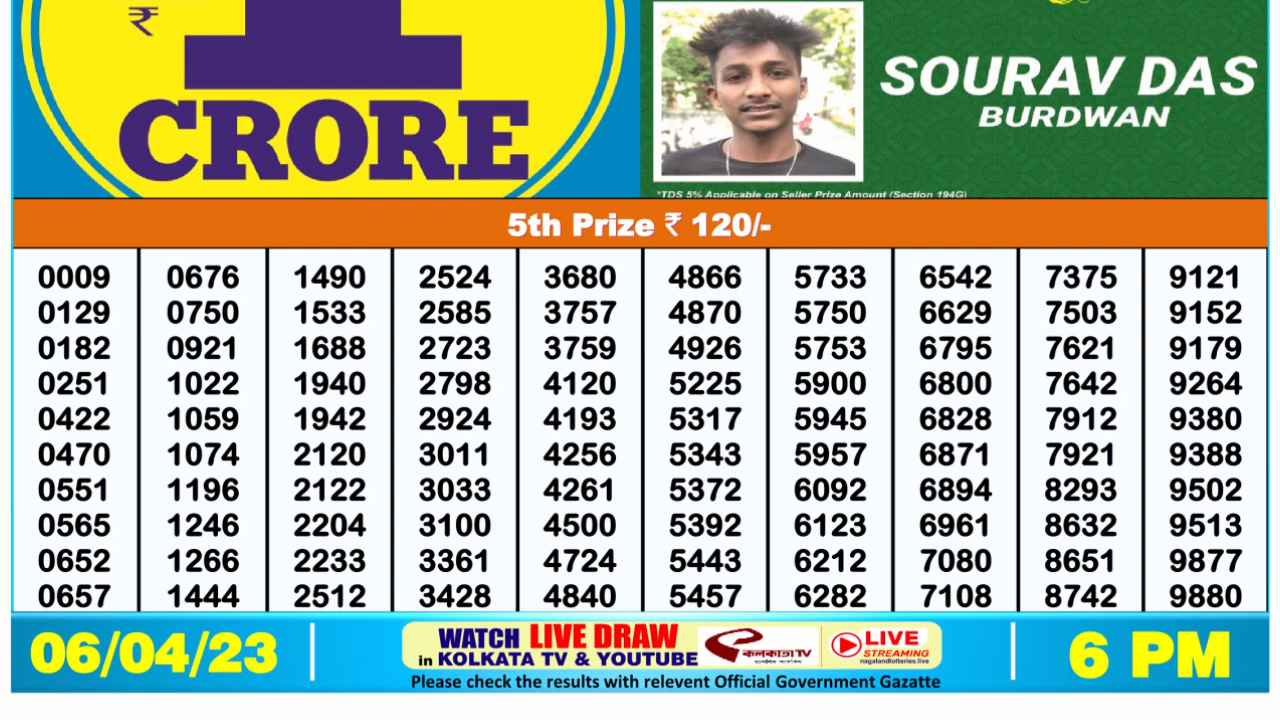 ₹
1
CRORE
SOURAV DAS
BURDWAN
*TDS 5% Applicable on Seller Prize Amount (Section 194G)
5th Prize ₹ 120/-
0009 0676 1490 2524 3680 4866 5733 6542 7375 9121
0129 0750 1533 2585 3757 4870 5750 6629 7503 9152
0182 0921 1688 2723 3759 4926 5753 6795 7621 9179
0251 1022 1940 2798 4120 5225 5900 6800 7642 9264
0422 1059 1942 2924 4193 5317 5945 6828 7912 9380
0470 1074 2120 3011 4256 5343 5957 6871 7921 9388
0551 1196 2122 3033 4261 5372 6092 6894 8293 9502
0565 1246 2204 3100 4500 5392 6123 6961 8632 9513
0652 1266 2233 3361 4724 5443 6212 7080 8651 9877
0657 1444 2512 3428 4840 5457 6282 7108 8742 9880
06/04/23
WATCH LIVE DRAW
in KOLKATA TV & YOUTUBE
কলকাতা TV
LIVE
STREAMING
nagalandlotteries.live
Please check the results with relevent Official Government Gazatte
6 PM